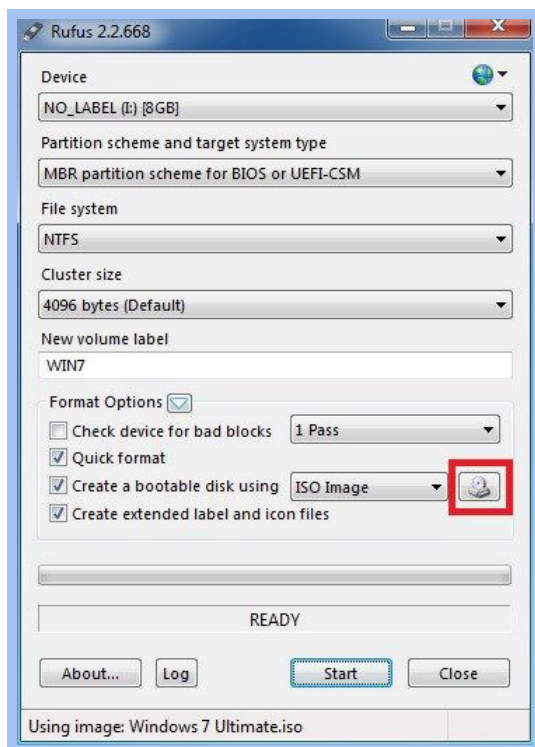 Rufus 2.2.668
Device
NO_LABEL (I:) [8GB]
Partition scheme and target system type
MBR partition scheme for BIOS or UEFI-CSM
File system
NTFS
Cluster size
4096 bytes (Default)
New volume label
WIN7
Format Options
Check device for bad blocks 1 Pass
Quick format
Create a bootable disk using ISO Image
Create extended label and icon files
READY
About... Log Start Close
Using image: Windows 7 Ultimate.iso